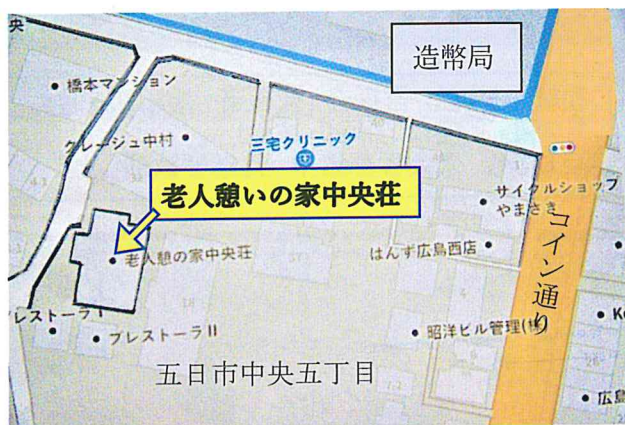 央
造幣局
橋本マンション
クレージュ中村
三宅クリニック
老人憩いの家中央荘
サイクルショップ
やまさき
老人憩の家中央荘
はんず広島西店
コイン通り
プレストーラI
プレストーラII
昭洋ビル管理(株)
五日市中央五丁目
広島